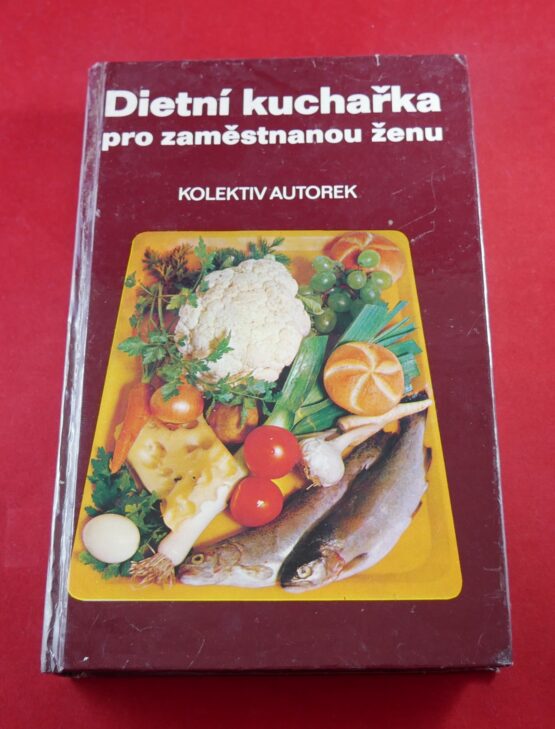 Dietní kuchařka
pro zaměstnanou ženu
KOLEKTIV AUTOREK